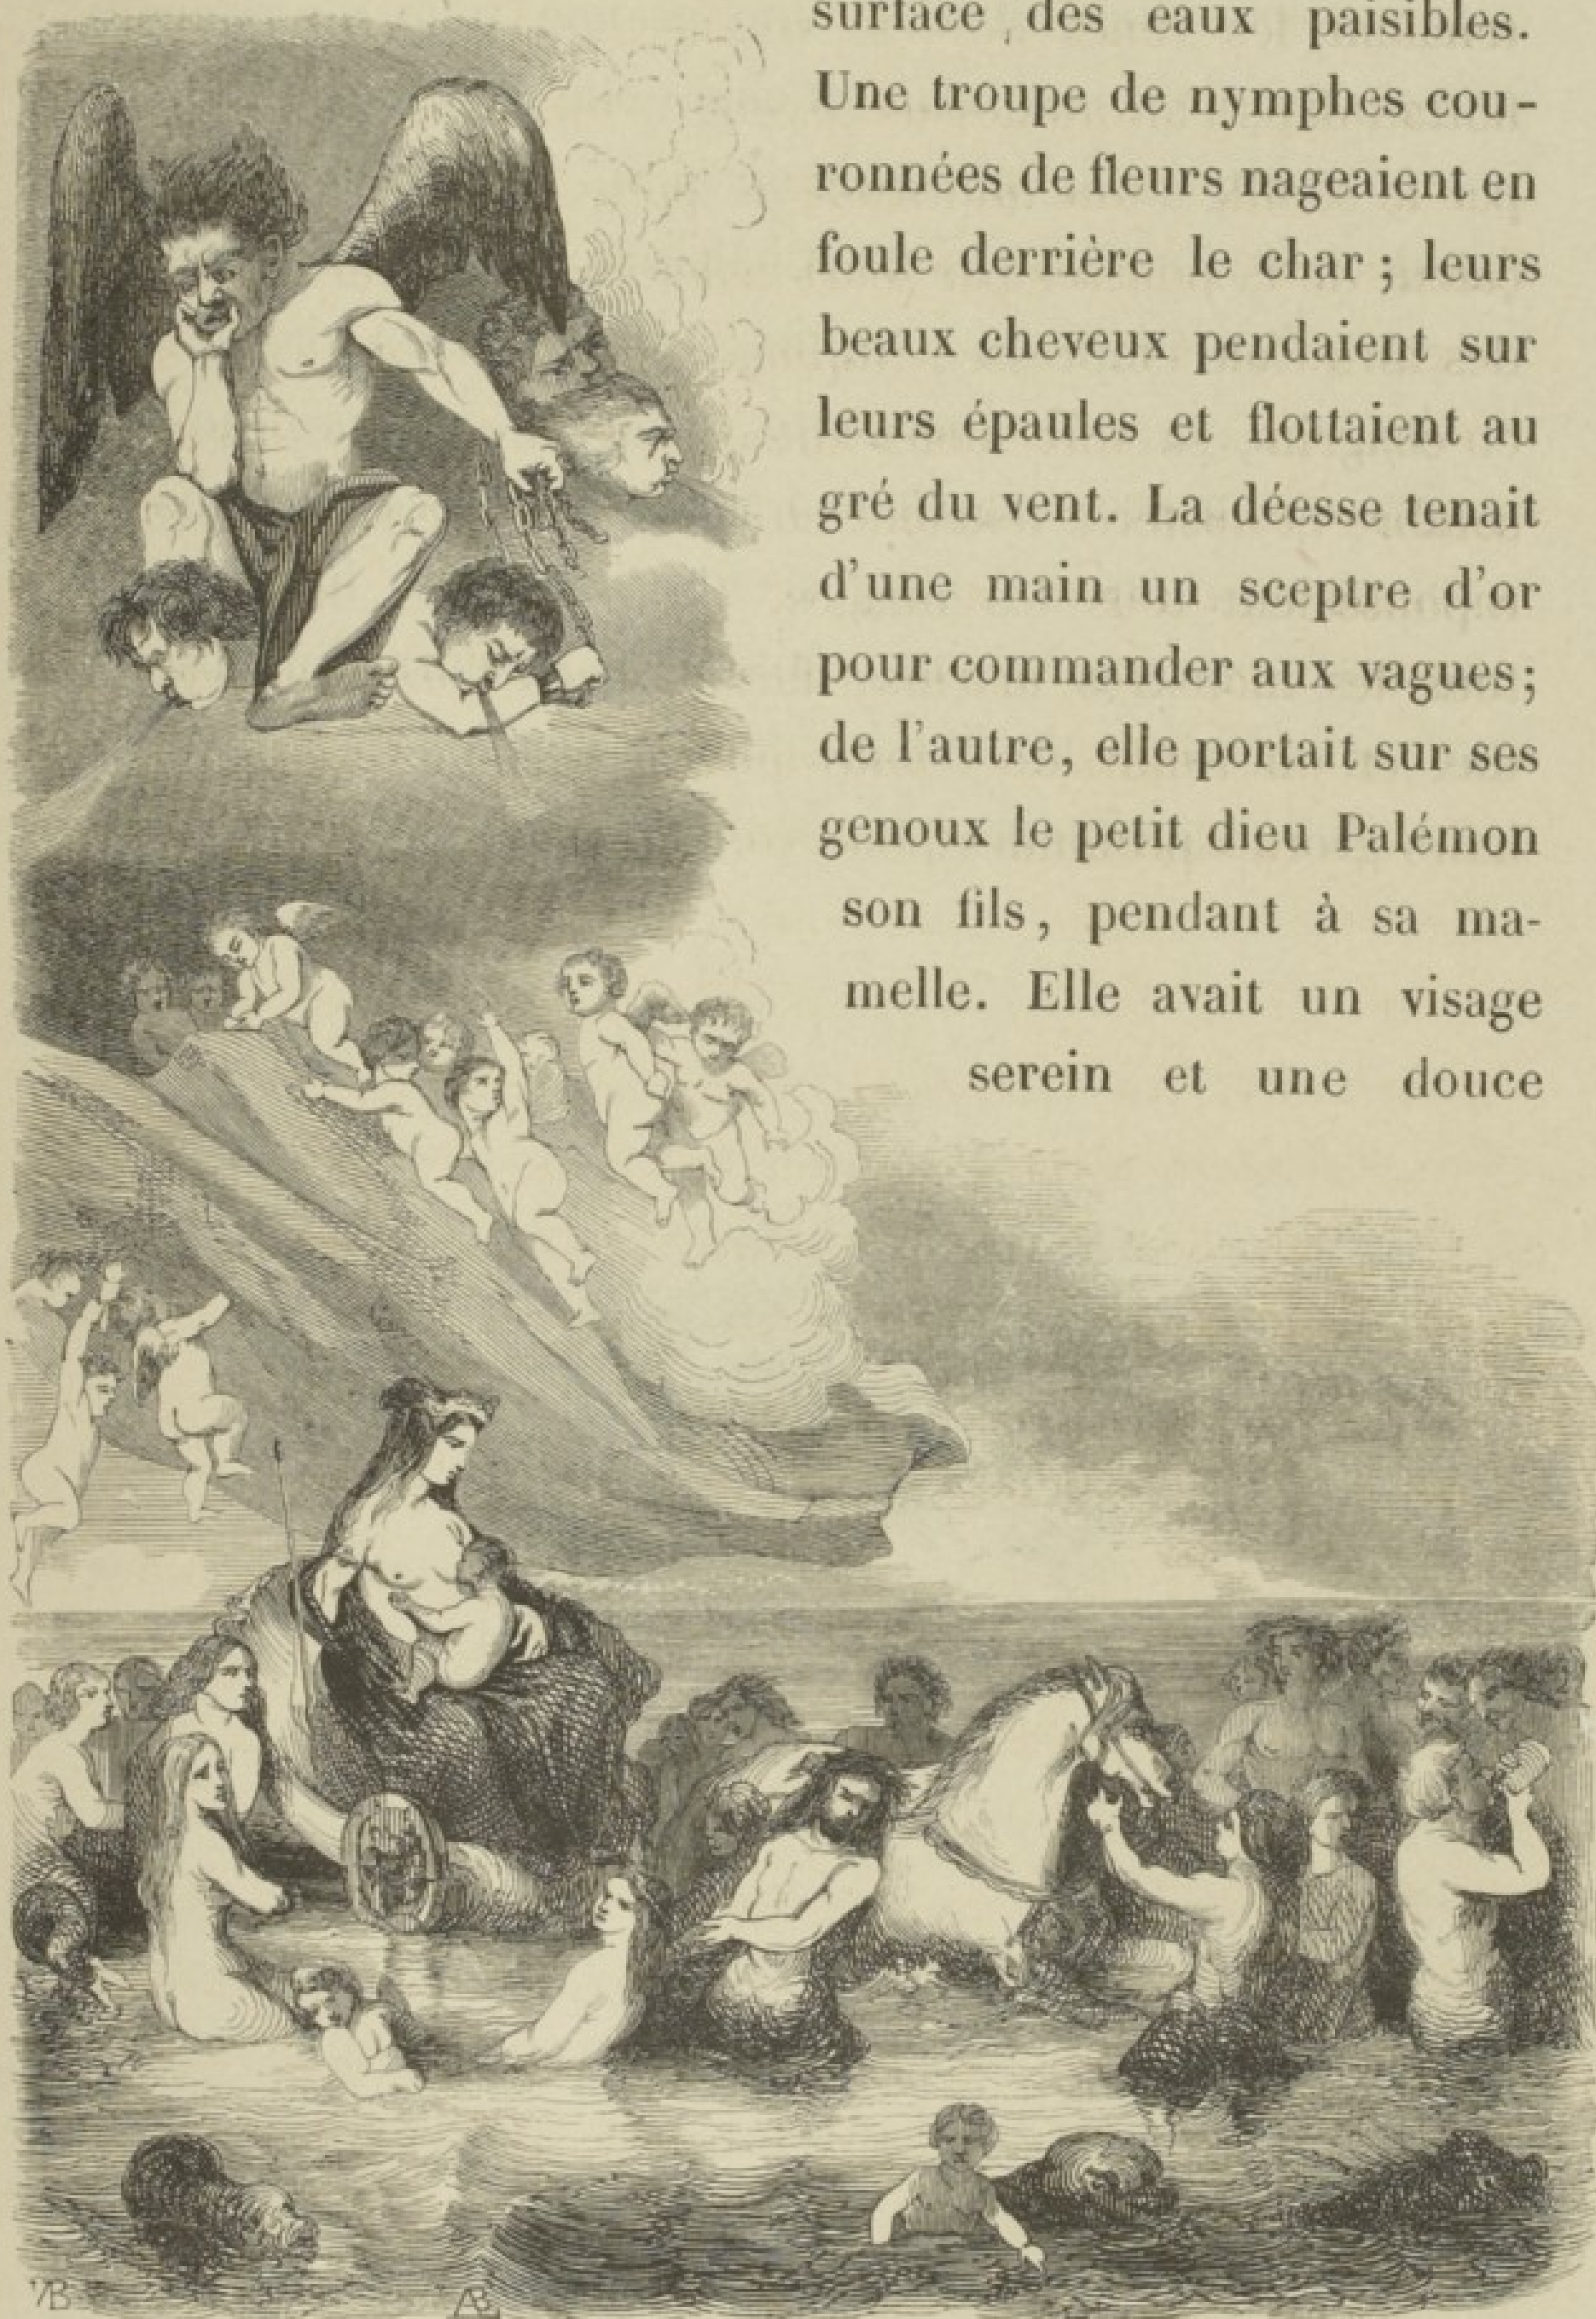 surface des eaux paisibles.
Une troupe de nymphes cou-
ronnées de fleurs nageaient en
foule derrière le char ; leurs
beaux cheveux pendaient sur
leurs épaules et flottaient au
gré du vent. La déesse tenait
d'une main un sceptre d'or
pour commander aux vagues ;
de l'autre, elle portait sur ses
genoux le petit dieu Palémon
son fils, pendant à sa ma-
melle. Elle avait un visage
serein et une douce